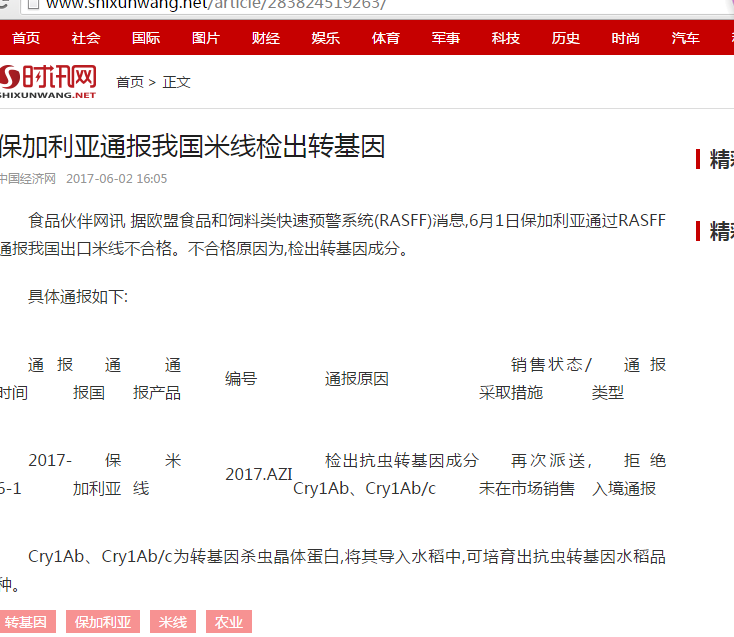 www.shixunwang.net/article/283824519263/
首页 社会 国际 图片 财经 娱乐 体育 军事 科技 历史 时尚 汽车
时讯网
SHIXUNWANG.NET
首页 > 正文
保加利亚通报我国米线检出转基因
中国经济网 2017-06-02 16:05
精彩
精彩
食品伙伴网讯 据欧盟食品和饲料类快速预警系统(RASFF)消息,6月1日保加利亚通过RASFF
通报我国出口米线不合格。不合格原因为,检出转基因成分。
具体通报如下:
通报 通 通 销售状态/ 通报
编号 通报原因
时间 报国 报产品 采取措施 类型
2017- 保 米 检出抗虫转基因成分 再次派送, 拒绝
2017.AZI
6-1 加利亚 线 Cry1Ab、Cry1Ab/c 未在市场销售 入境通报
Cry1Ab、Cry1Ab/c为转基因杀虫晶体蛋白,将其导入水稻中,可培育出抗虫转基因水稻品
种。
转基因 保加利亚 米线 农业